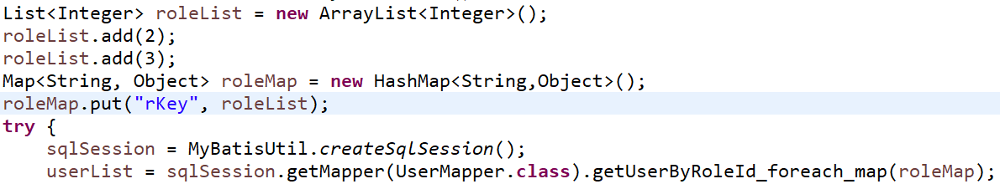 List<Integer> roleList = new ArrayList<Integer>();
roleList.add(2);
roleList.add(3);
Map<String, Object> roleMap = new HashMap<String,Object>();
roleMap.put("rKey", roleList);
try {
    sqlSession = MyBatisUtil.createSqlSession();
    userList = sqlSession.getMapper(UserMapper.class).getUserByRoleId_foreach_map(roleMap);